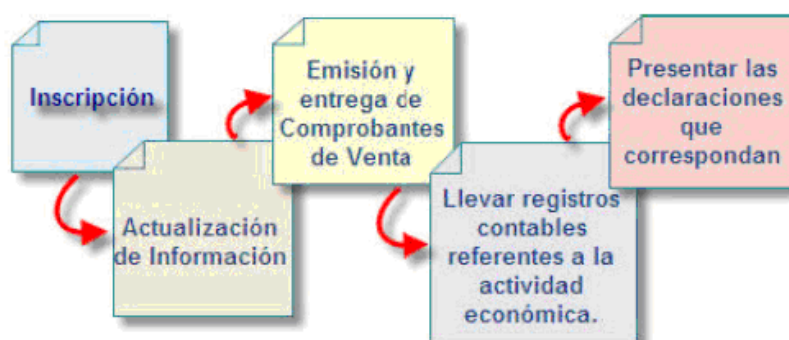 Inscripción
Actualización
de Información
Emisión y
entrega de
Comprobantes
de Venta
Llevar registros
contables
referentes a la
actividad
económica.
Presentar las
declaraciones
que
correspondan